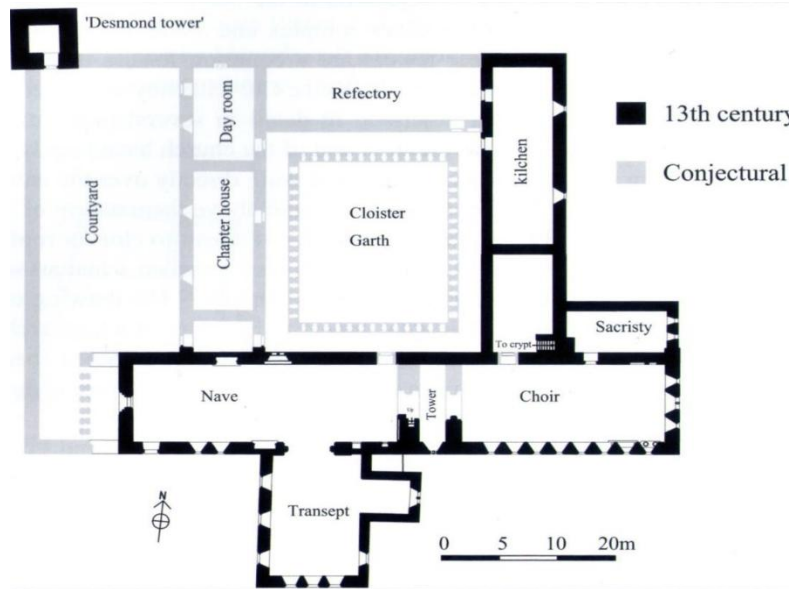 'Desmond tower'
Refectory
Day room
kilchen
13th century
Conjectural
Courtyard
Chapter house
Cloister
Garth
Sacristy
To crypt
Nave
Tower
Choir
N
Transept
0 5 10 20m